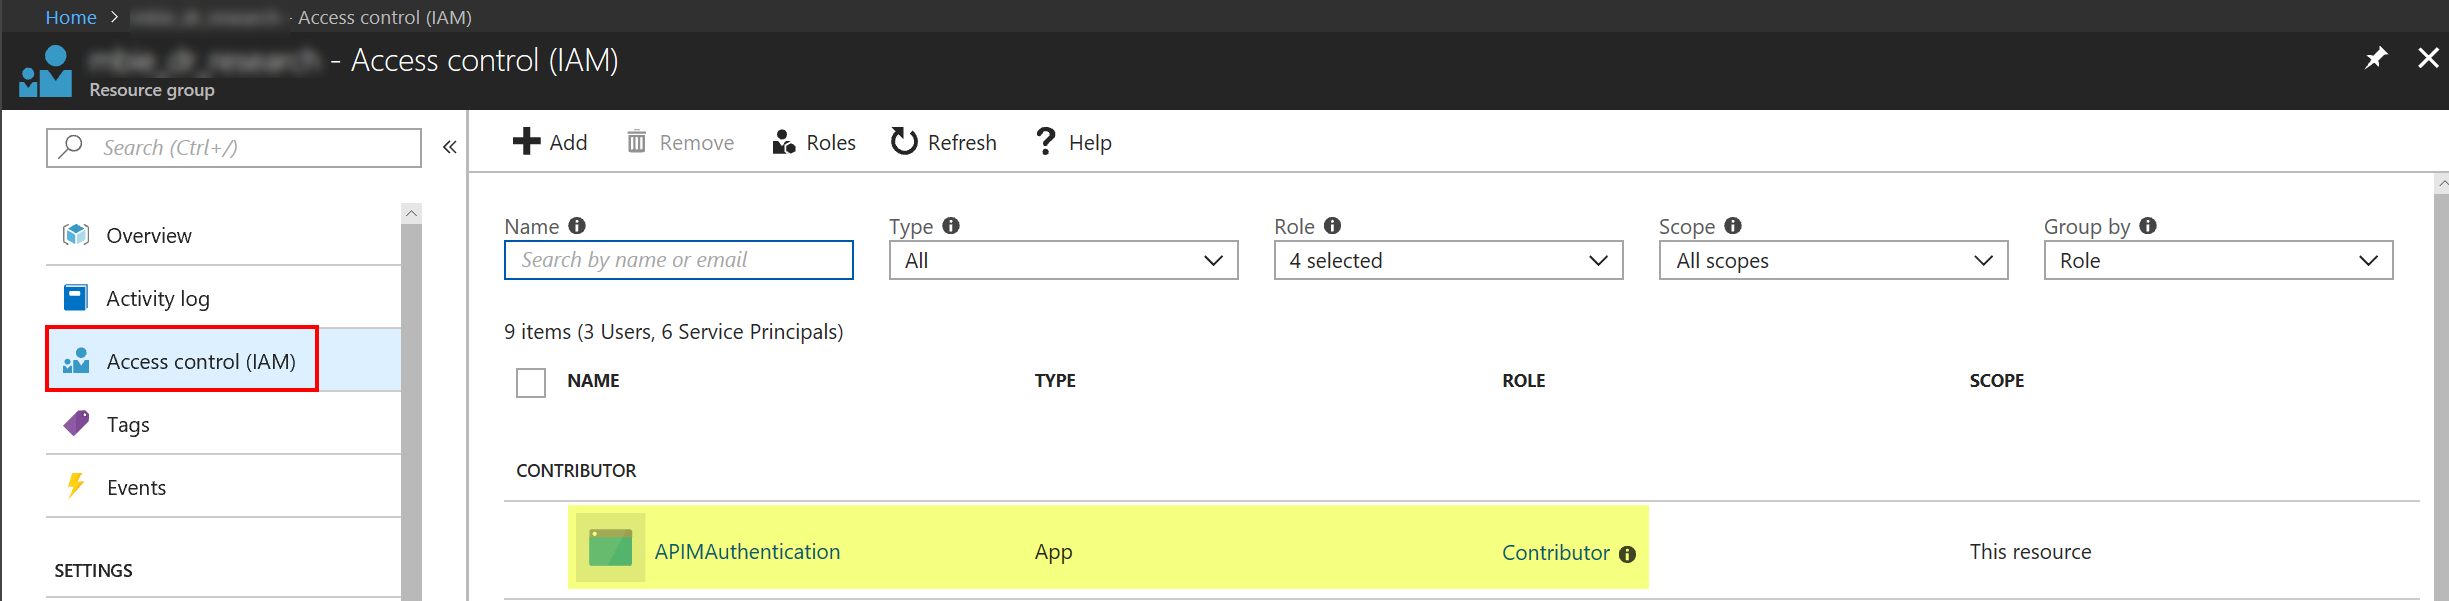 Home > - Access control (IAM)
- Access control (IAM)
Resource group
Search (Ctrl+/)
«
Add
Remove
Roles
Refresh
Help
Overview
Activity log
Access control (IAM)
Tags
Events
SETTINGS
Name Type Role Scope Group by
Search by name or email All 4 selected All scopes Role
9 items (3 Users, 6 Service Principals)
NAME TYPE ROLE SCOPE
CONTRIBUTOR
APIMAuthentication App Contributor This resource